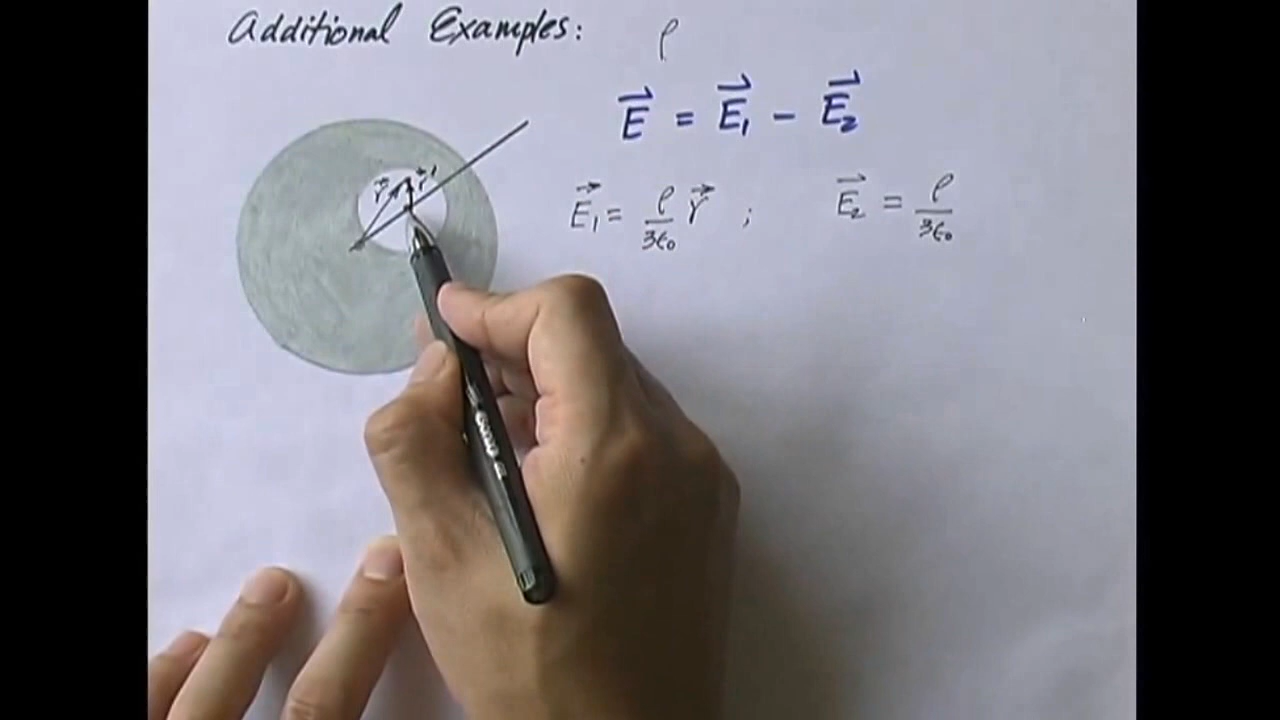 Additional Examples: ρ
E⃗ = E⃗₁ − E⃗₂
r⃗ r⃗'
E⃗₁ = ρ/3ε₀ r⃗ ; E⃗₂ = ρ/3ε₀